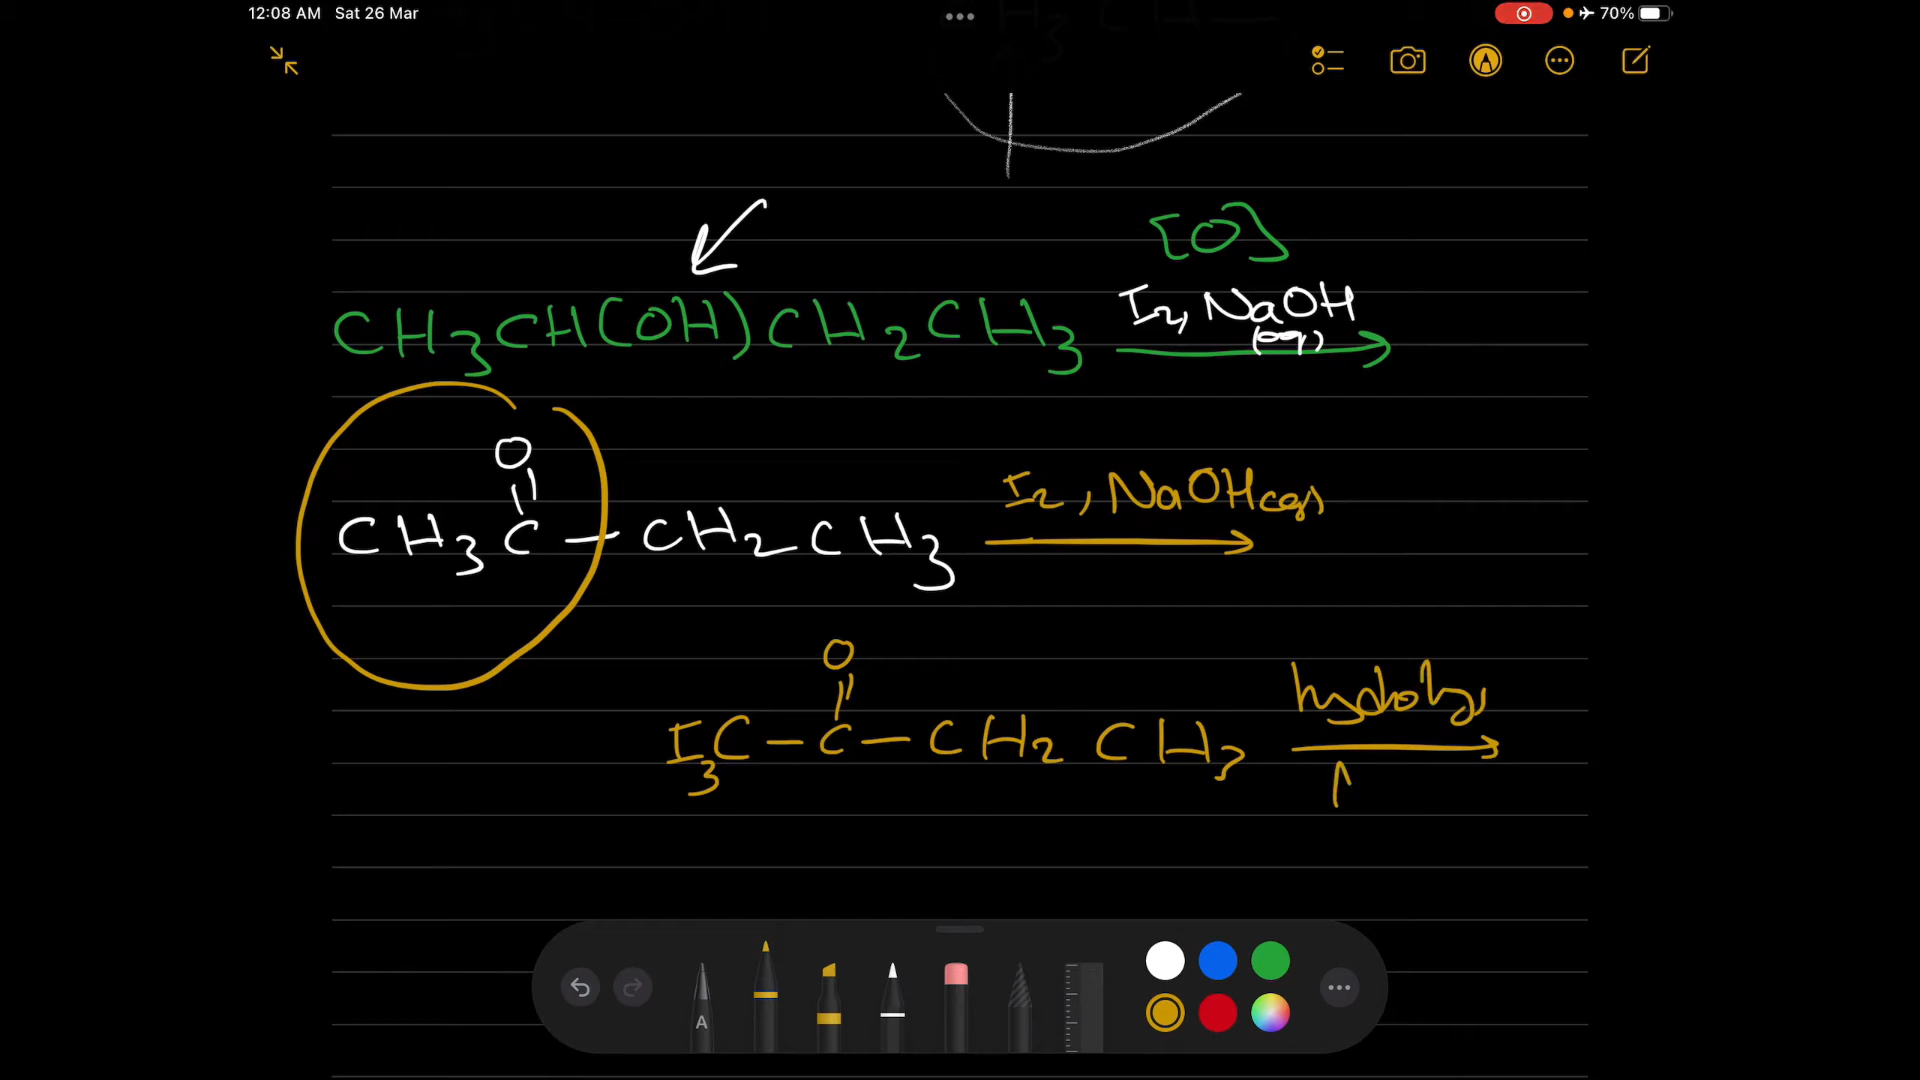 12:08 AM Sat 26 Mar 70%
[O]
I2, NaOH
(aq)
CH3CH(OH)CH2CH3
O
I2, NaOH(aq)
CH3C-CH2CH3
O
I3C-C-CH2CH3
A